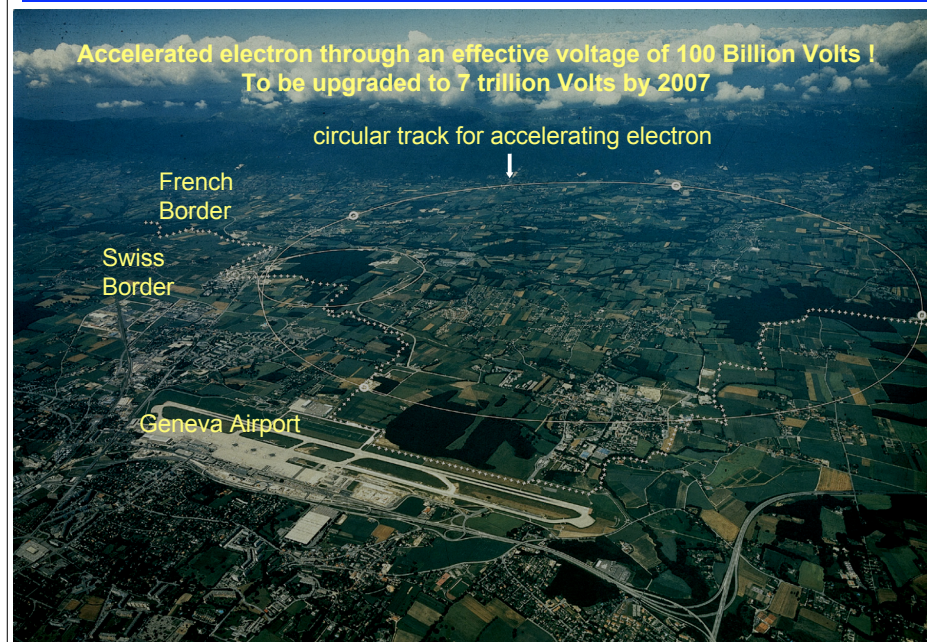 Accelerated electron through an effective voltage of 100 Billion Volts !
To be upgraded to 7 trillion Volts by 2007
circular track for accelerating electron
French
Border
Swiss
Border
Geneva Airport